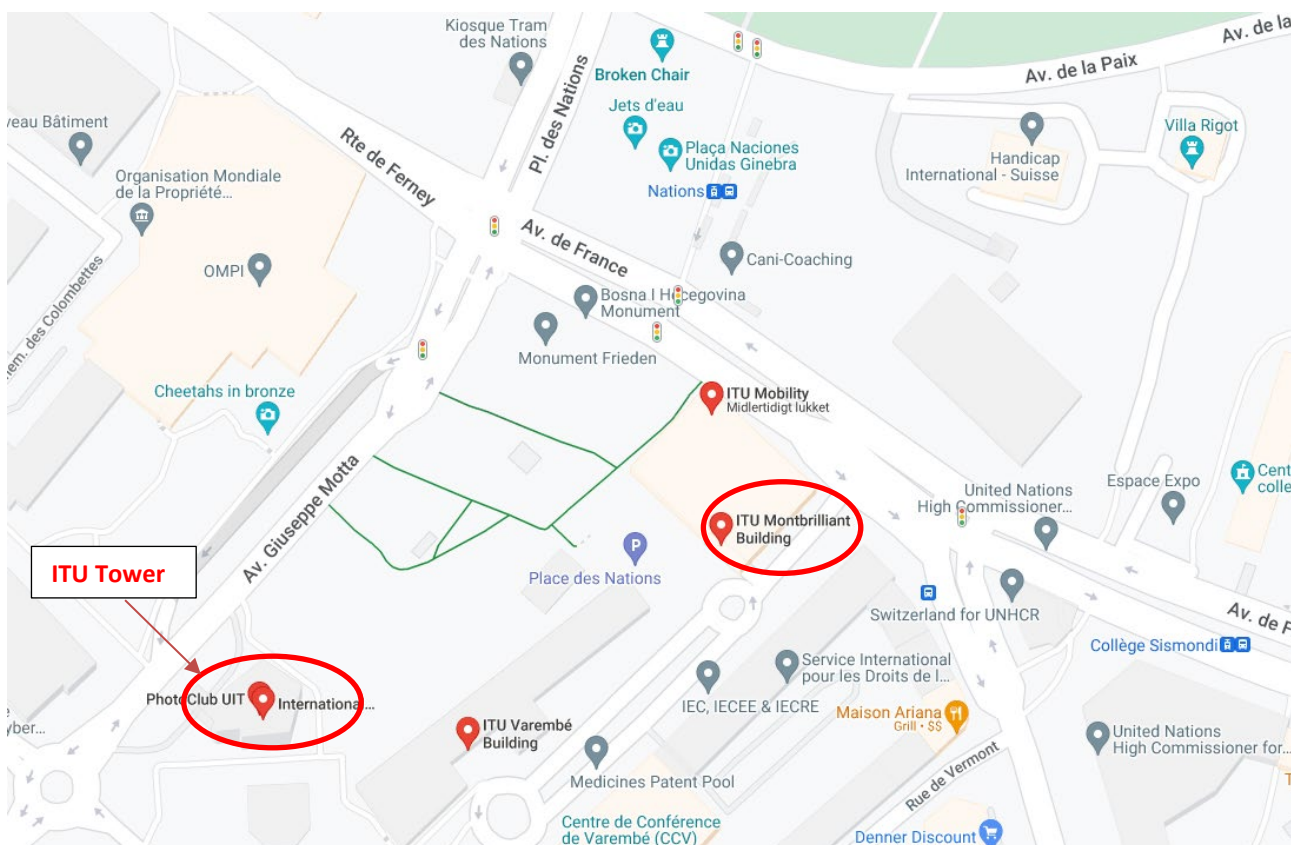 Kiosque Tram
des Nations
Broken Chair
Av. de la
Av. de la Paix
Jets d'eau
Pl. des Nations
veau Bâtiment
Rte de Ferney
Villa Rigot
Plaça Naciones
Unidas Ginebra
Handicap
International - Suisse
Organisation Mondiale
de la Propriété...
Nations
Av. de France
OMPI
Cani-Coaching
Bosna I Hercegovina
Monument
hem. des Colombettes
Monument Frieden
Cheetahs in bronze
ITU Mobility
Midlertidigt lukket
Av. Giuseppe Motta
Cent
colle
United Nations
High Commissioner...
Espace Expo
ITU Montbrilliant
Building
P
Place des Nations
ITU Tower
Switzerland for UNHCR
Av. de F
Collège Sismondi
Service International
pour les Droits de l...
PhotoClub UIT
International...
IEC, IECEE & IECRE
Maison Ariana
Grill • $$
yber...
ITU Varembé
Building
United Nations
High Commissioner for...
Medicines Patent Pool
Rue de Vermont
T
Centre de Conférence
de Varembé (CCV)
Denner Discount